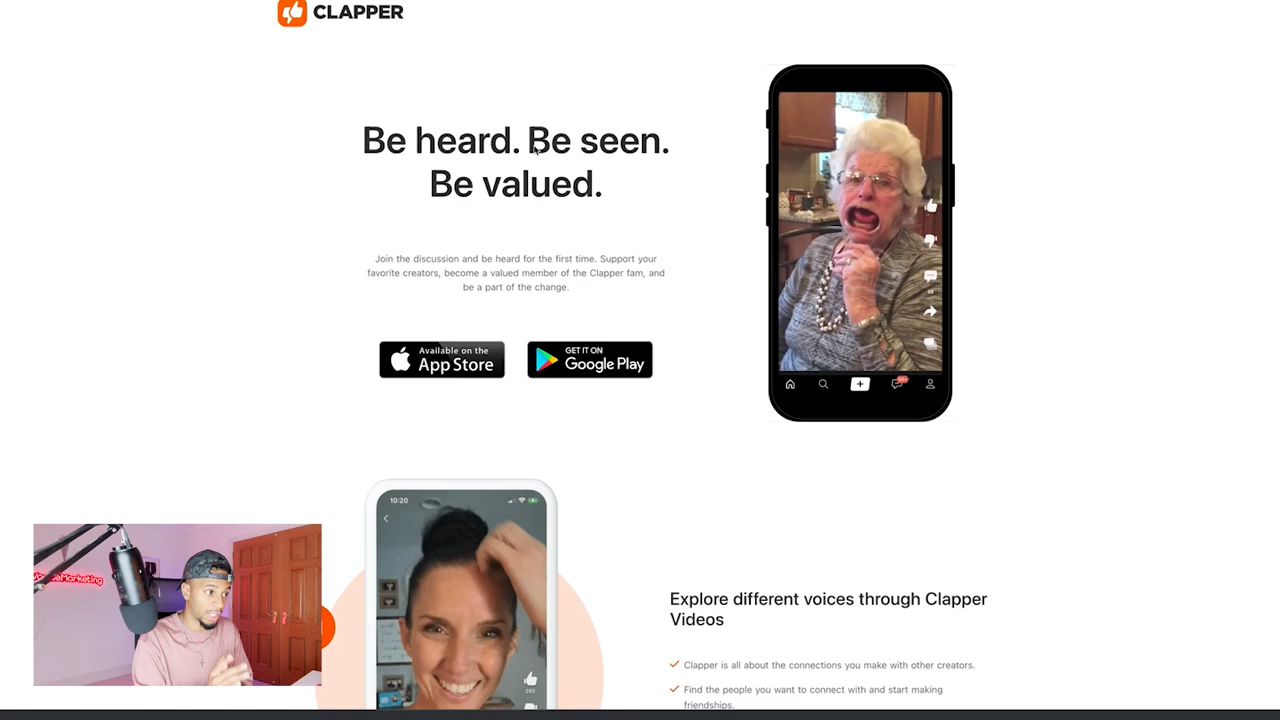 CLAPPER
Be heard. Be seen.
Be valued.
Join the discussion and be heard for the first time. Support your
favorite creators, become a valued member of the Clapper fam, and
be a part of the change.
Available on the
App Store
GET IT ON
Google Play
10:20
eMarketing
292
Explore different voices through Clapper
Videos
Clapper is all about the connections you make with other creators.
Find the people you want to connect with and start making
friendships.